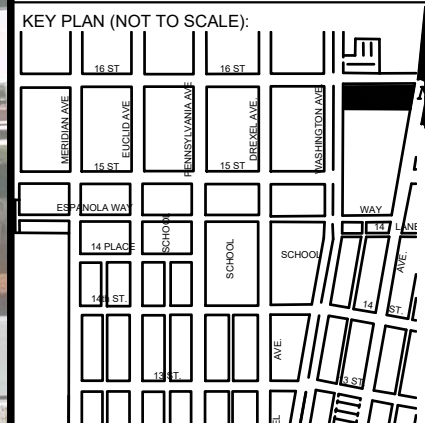 KEY PLAN (NOT TO SCALE):
16 ST
16 ST
MERIDIAN AVE
EUCLID AVE
PENNSYLVANIA AVE
DREXEL AVE.
WASHINGTON AVE
15 ST
15 ST
ESPANOLA WAY
WAY
14 LANE
14 PLACE
SCHOOL
SCHOOL
SCHOOL
AVE.
14th ST.
14 ST.
AVE.
13 ST.
3 ST
EL